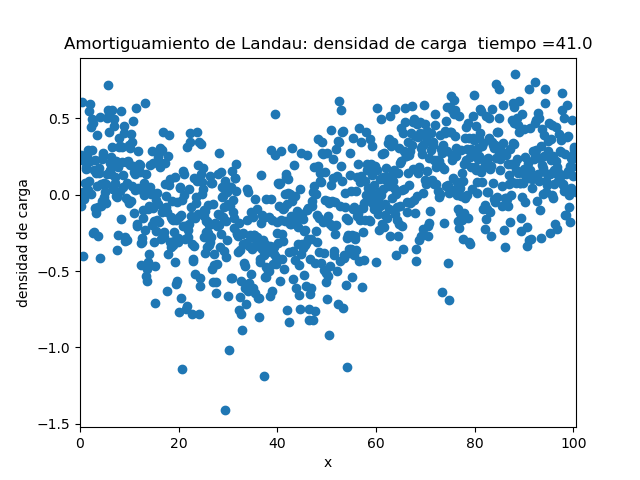 Amortiguamiento de Landau: densidad de carga  tiempo =41.0
densidad de carga
0.5
0.0
−0.5
−1.0
−1.5
0 20 40 60 80 100
x